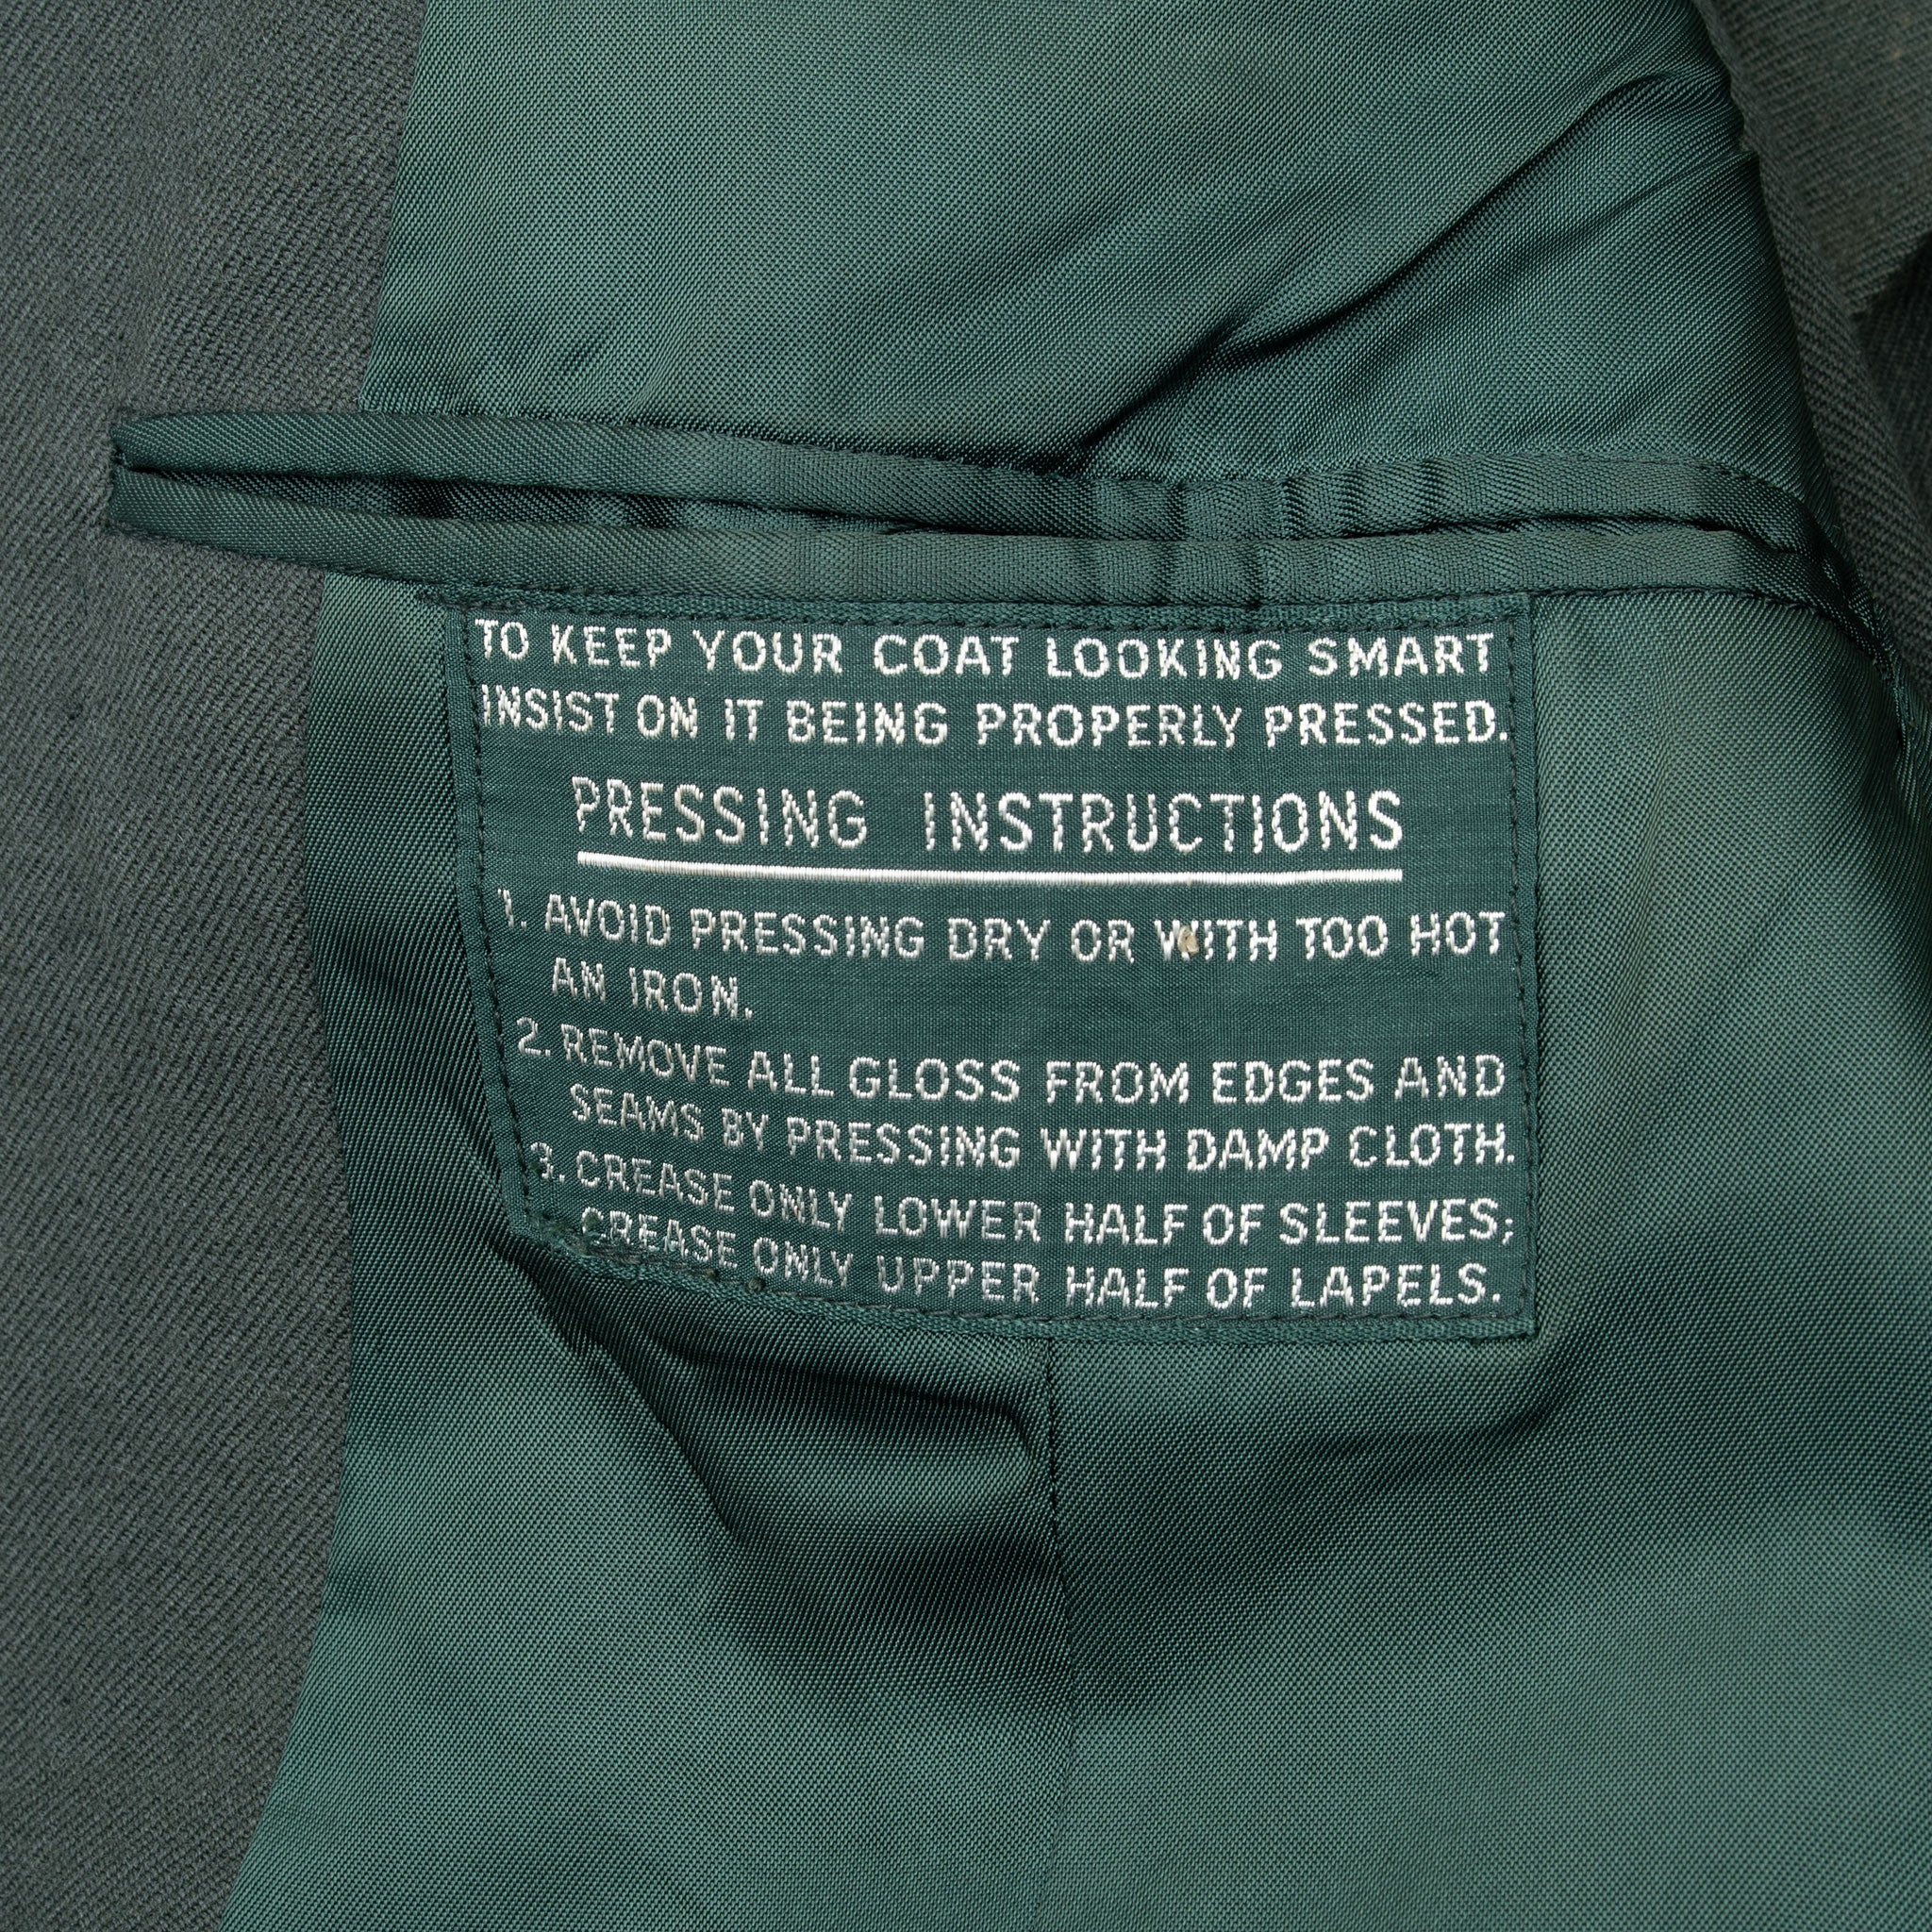 TO KEEP YOUR COAT LOOKING SMART
INSIST ON IT BEING PROPERLY PRESSED.
PRESSING INSTRUCTIONS
1. AVOID PRESSING DRY OR WITH TOO HOT
AN IRON.
2. REMOVE ALL GLOSS FROM EDGES AND
SEAMS BY PRESSING WITH DAMP CLOTH.
3. CREASE ONLY LOWER HALF OF SLEEVES;
CREASE ONLY UPPER HALF OF LAPELS.